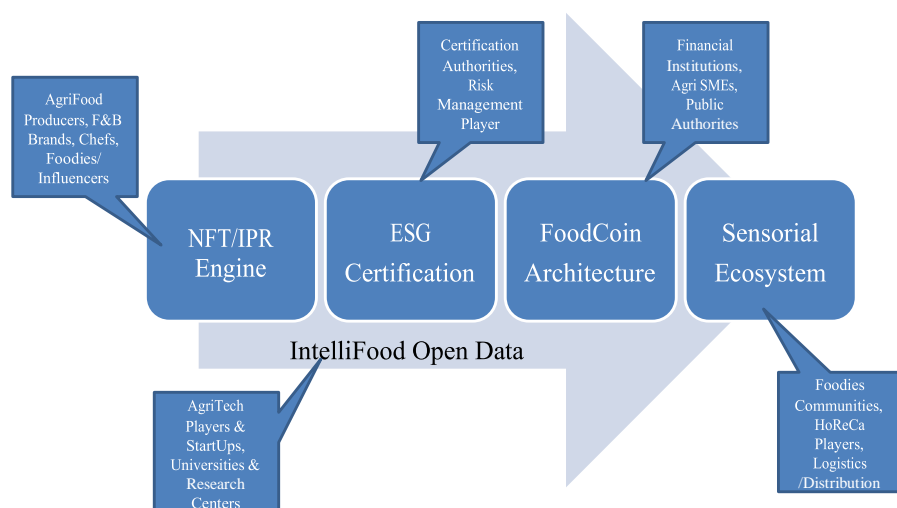 Certification
Authorities,
Risk
Management
Player
Financial
Institutions,
Agri SMEs,
Public
Authorites
AgriFood
Producers, F&B
Brands, Chefs,
Foodies/
Influencers
NFT/IPR
Engine
ESG
Certification
FoodCoin
Architecture
Sensorial
Ecosystem
IntelliFood Open Data
AgriTech
Players &
StartUps,
Universities &
Research
Centers
Foodies
Communities,
HoReCa
Players,
Logistics
/Distribution